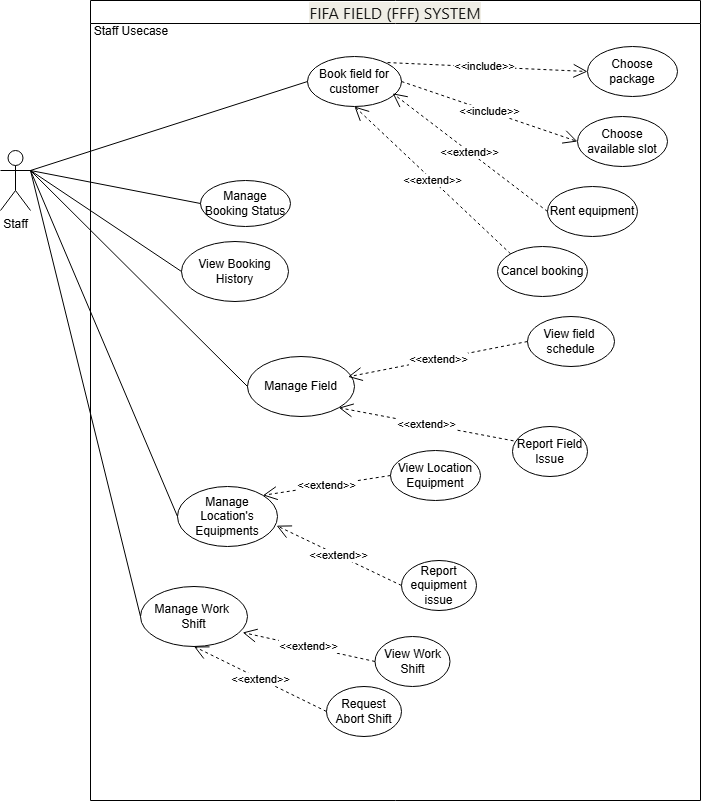 FIFA FIELD (FFF) SYSTEM
Staff Usecase
Book field for
customer
<<include>>
Choose
package
<<include>>
Choose
available slot
<<extend>>
Rent equipment
<<extend>>
Cancel booking
Staff
Manage
Booking Status
View Booking
History
Manage Field
<<extend>>
View field
schedule
<<extend>>
Report Field
Issue
Manage
Location's
Equipments
<<extend>>
View Location
Equipment
<<extend>>
Report
equipment
issue
Manage Work
Shift
<<extend>>
View Work
Shift
<<extend>>
Request
Abort Shift